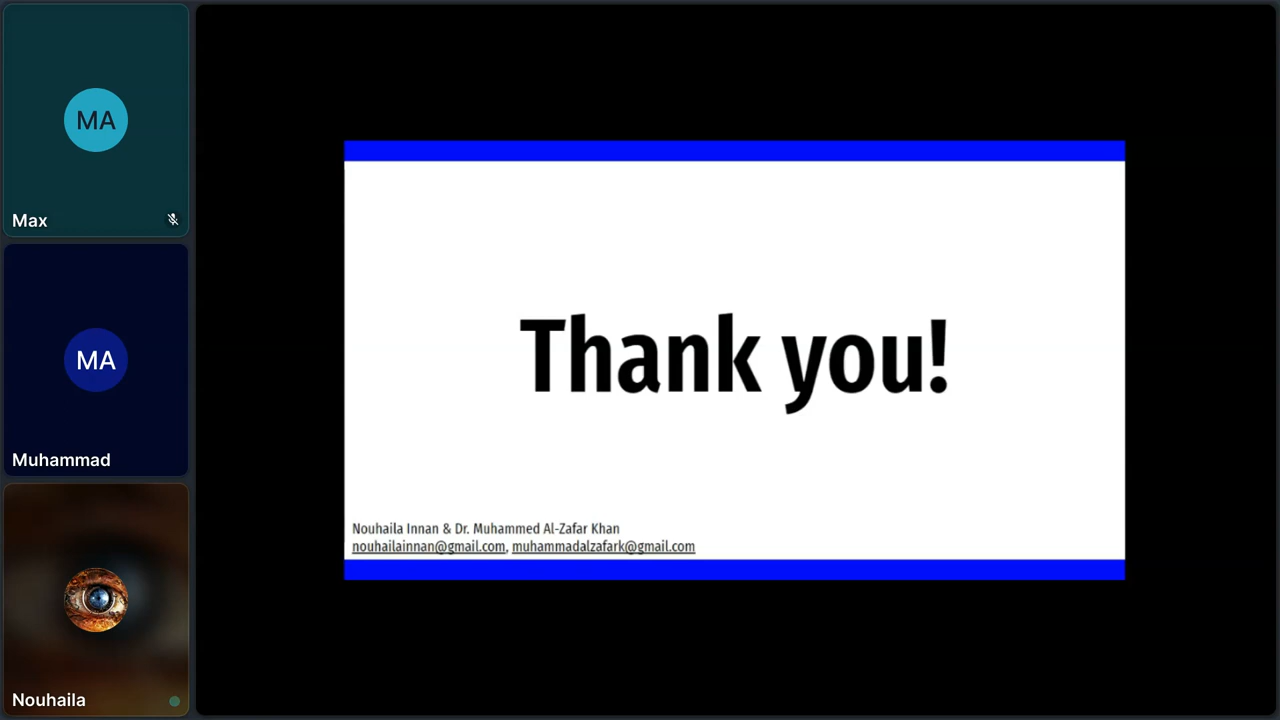 MA
Max
MA
Muhammad
Nouhaila
Thank you!
Nouhaila Innan & Dr. Muhammed Al-Zafar Khan
nouhailainnan@gmail.com, muhammadalzafark@gmail.com